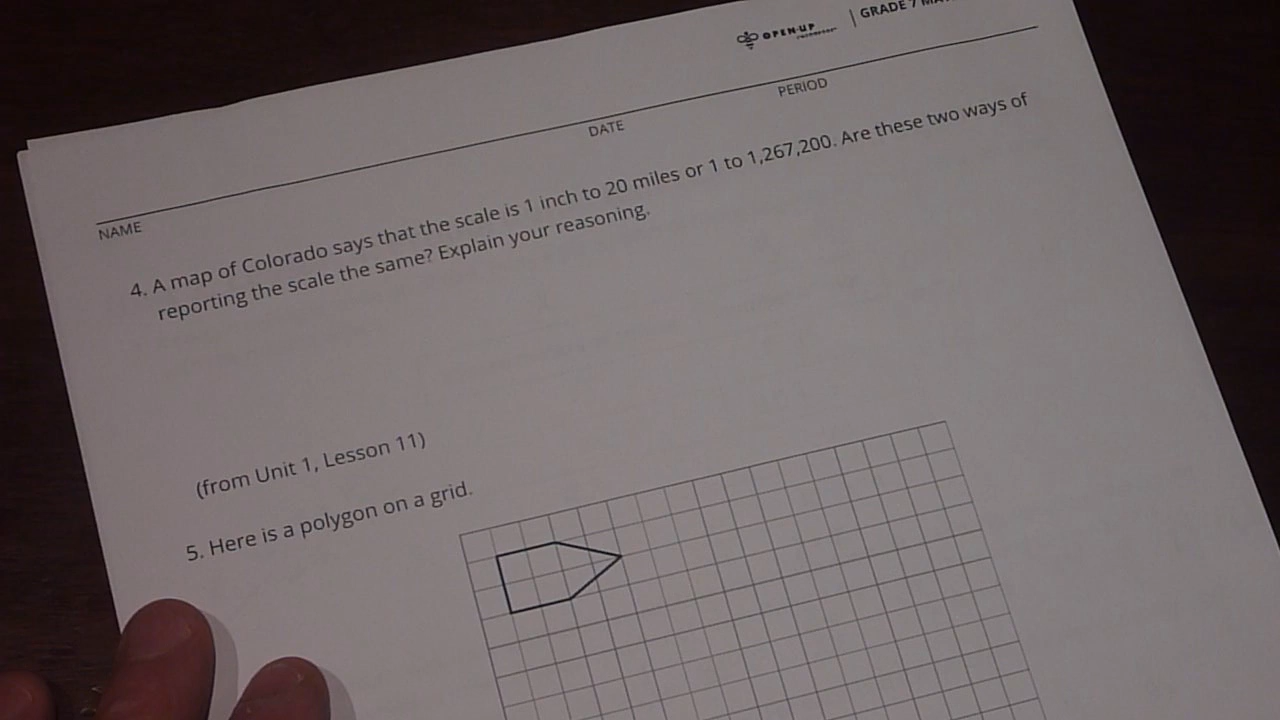 OPEN-UP | GRADE 7
NAME DATE PERIOD
4. A map of Colorado says that the scale is 1 inch to 20 miles or 1 to 1,267,200. Are these two ways of
reporting the scale the same? Explain your reasoning.
(from Unit 1, Lesson 11)
5. Here is a polygon on a grid.